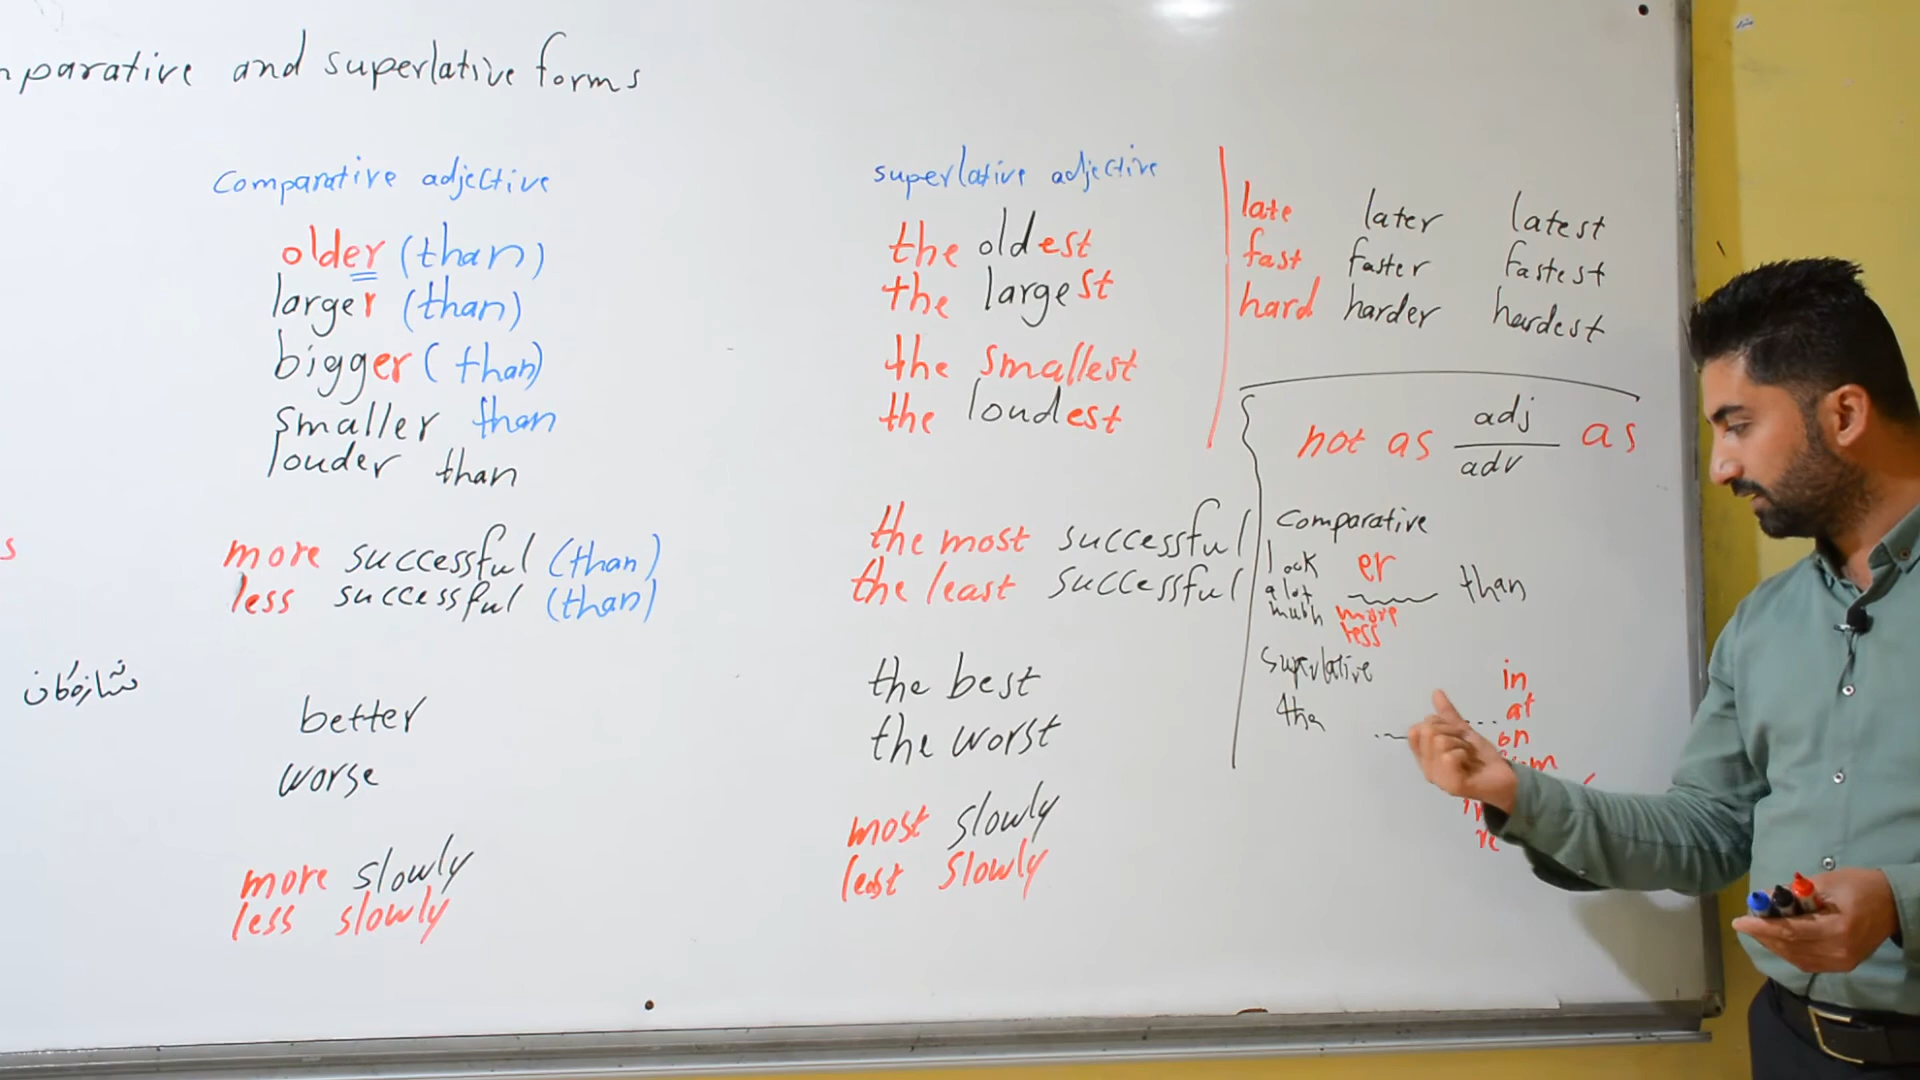 mparative and superlative forms
comparative adjective
older (than)
larger (than)
bigger (than)
smaller than
louder than
s
more successful (than)
less successful (than)
شازەکان
better
worse
more slowly
less slowly
superlative adjective
the oldest
the largest
the smallest
the loudest
the most successful
the least successful
the best
the worst
most slowly
least slowly
late later latest
fast faster fastest
hard harder hardest
not as adj as
adv
comparative
er
a lot than
more
less
superlative
in
the at
on